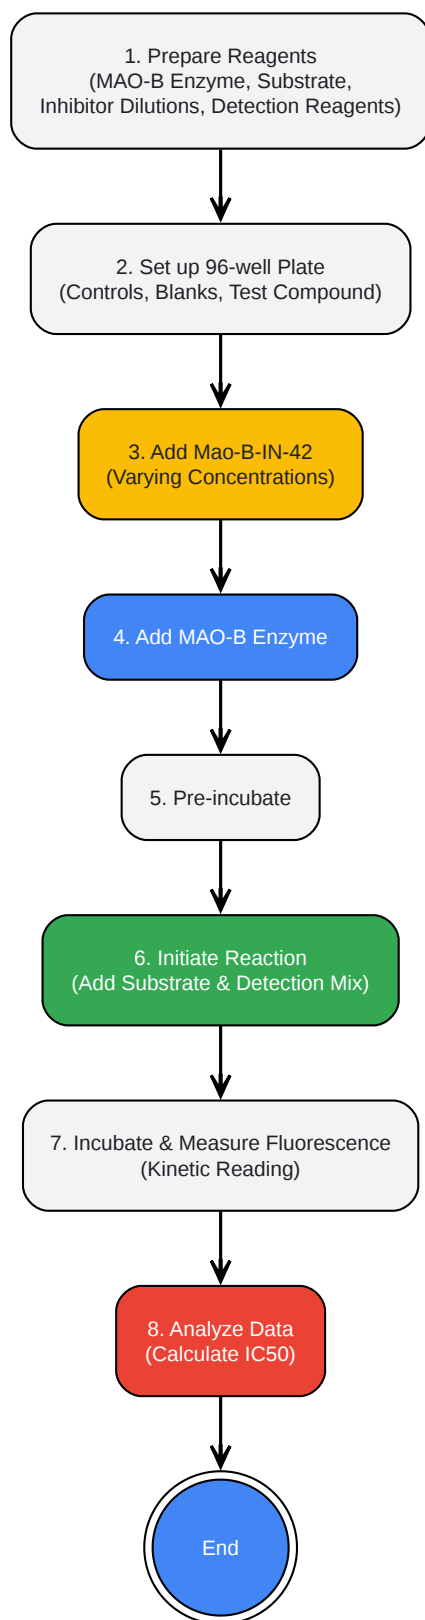 1. Prepare Reagents
(MAO-B Enzyme, Substrate,
Inhibitor Dilutions, Detection Reagents)
2. Set up 96-well Plate
(Controls, Blanks, Test Compound)
3. Add Mao-B-IN-42
(Varying Concentrations)
4. Add MAO-B Enzyme
5. Pre-incubate
6. Initiate Reaction
(Add Substrate & Detection Mix)
7. Incubate & Measure Fluorescence
(Kinetic Reading)
8. Analyze Data
(Calculate IC50)
End